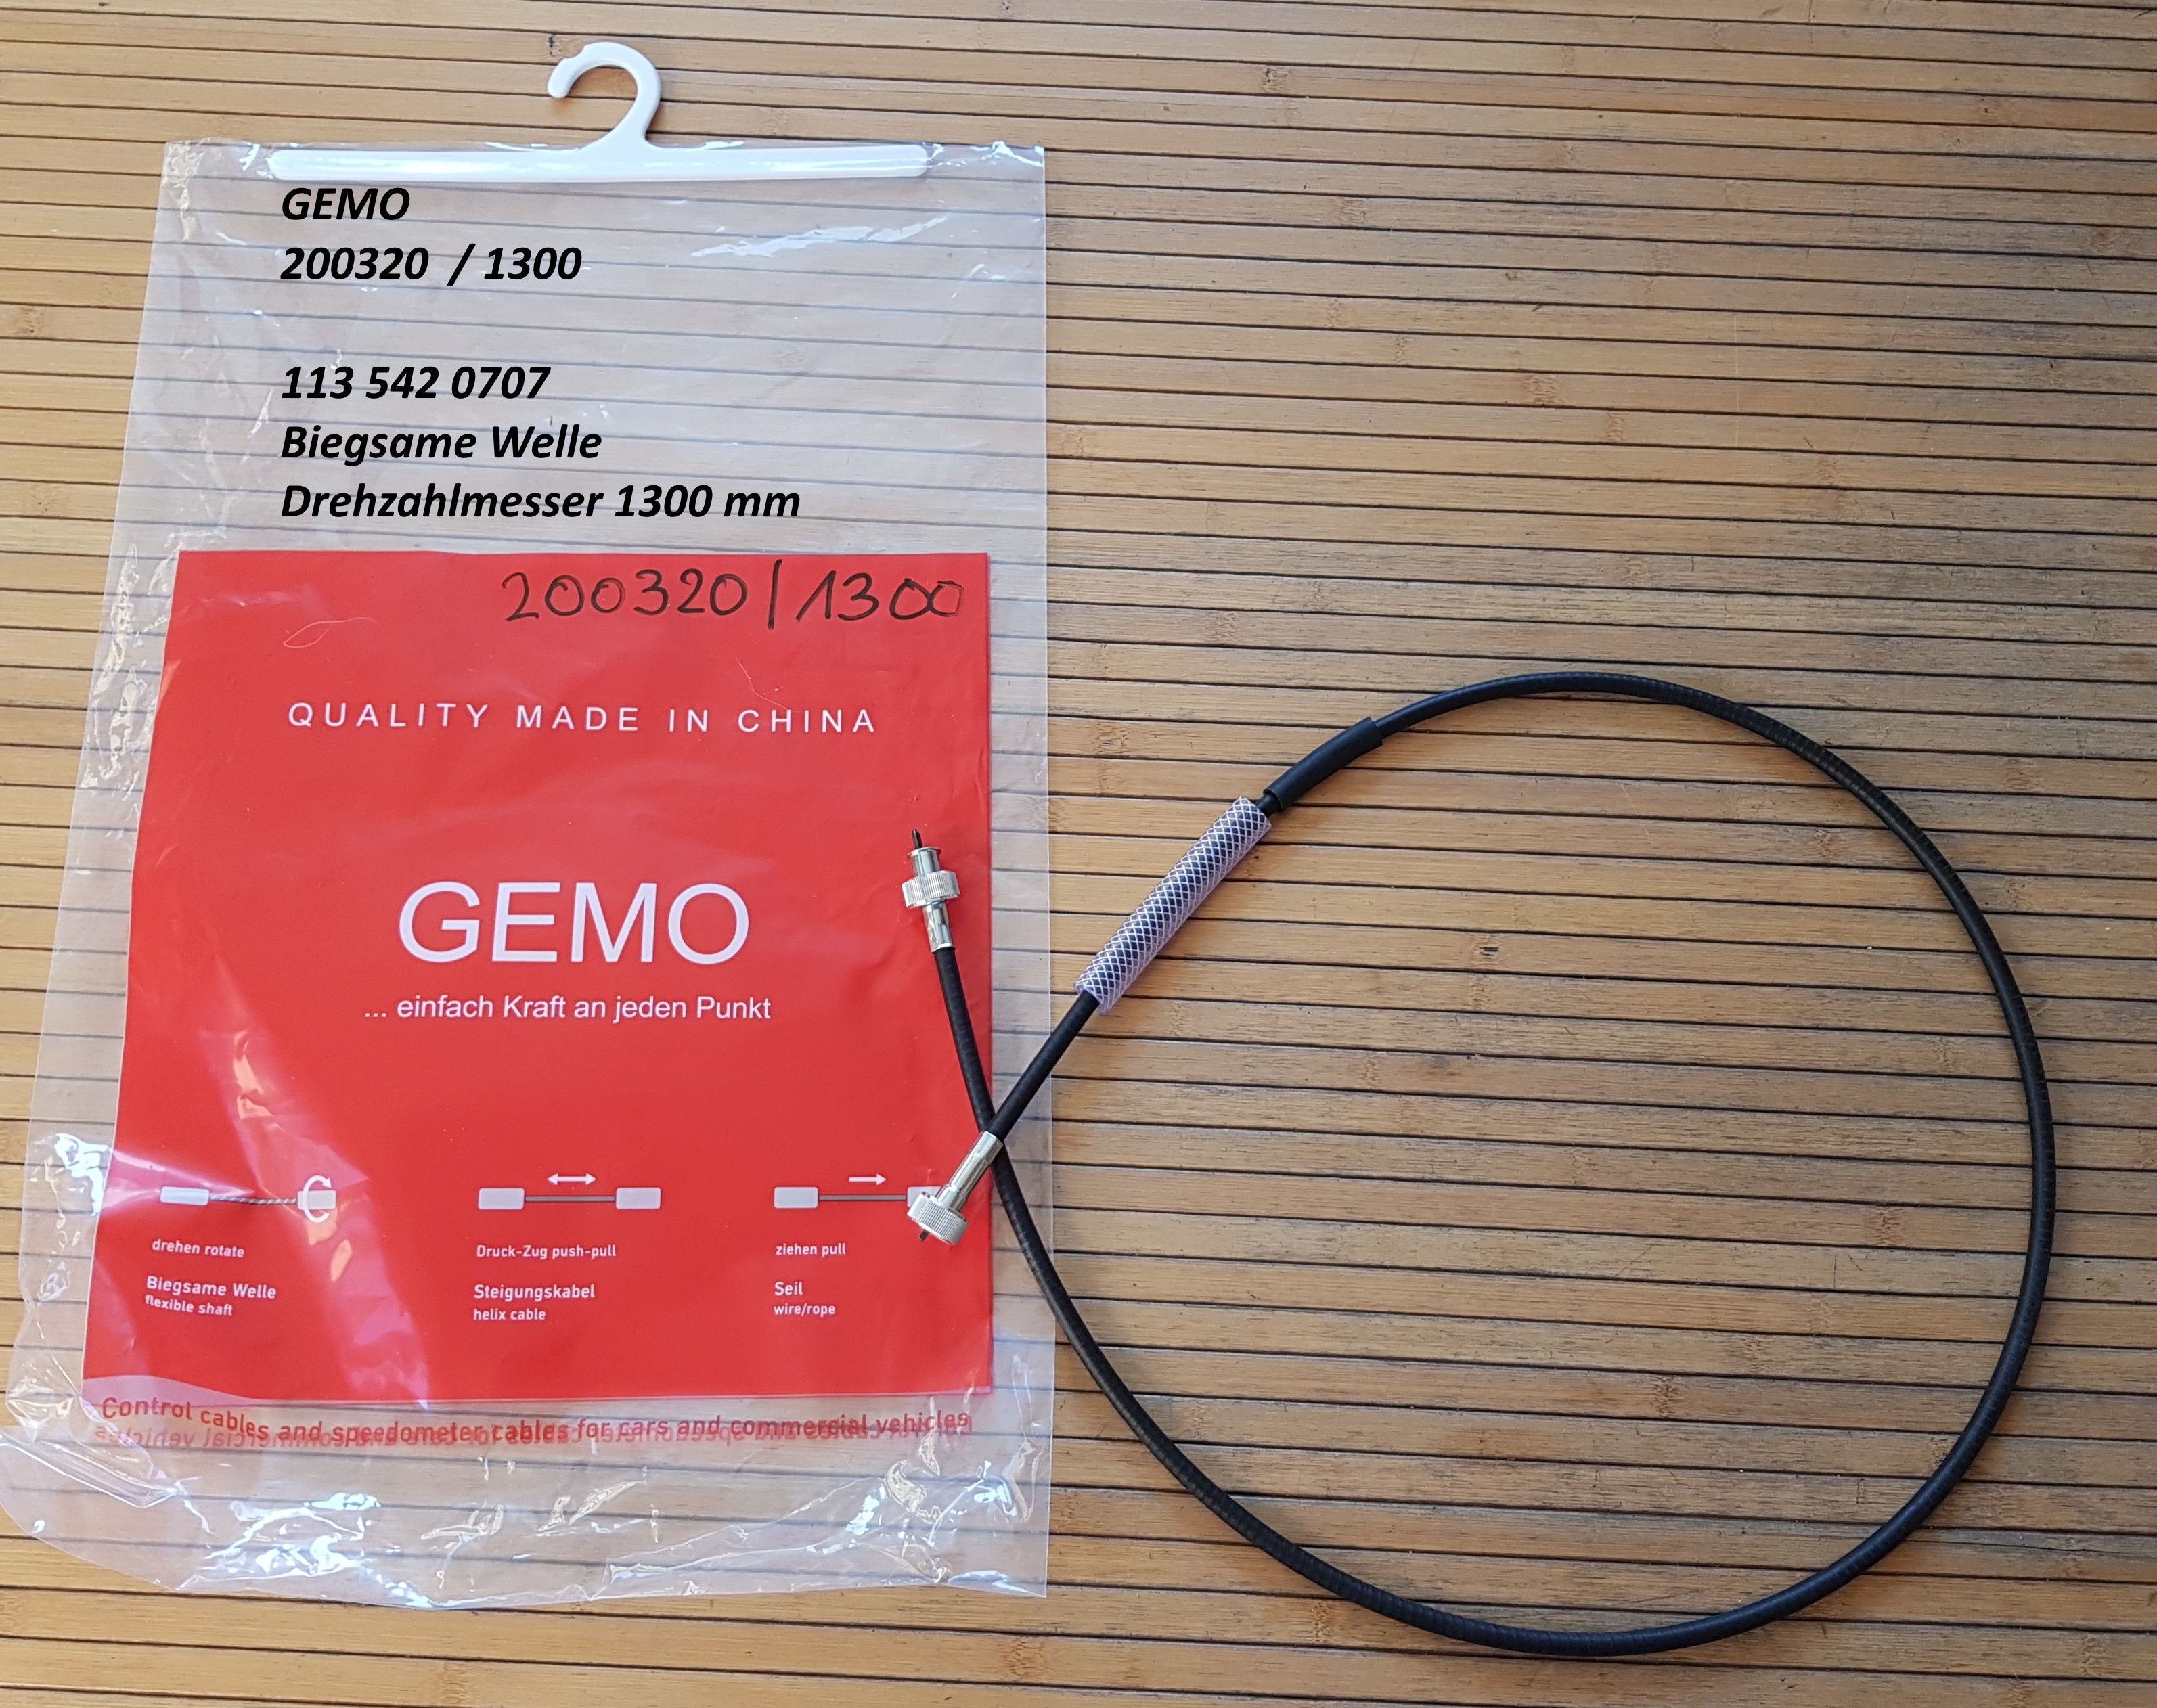 GEMO
200320 / 1300
113 542 0707
Biegsame Welle
Drehzahlmesser 1300 mm
200320/1300
QUALITY MADE IN CHINA
GEMO
... einfach Kraft an jeden Punkt
drehen rotate
Biegsame Welle
flexible shaft
Druck-Zug push-pull
Steigungskabel
helix cable
ziehen pull
Seil
wire/rope
Control cables and speedometer cables for cars and commercial vehicles